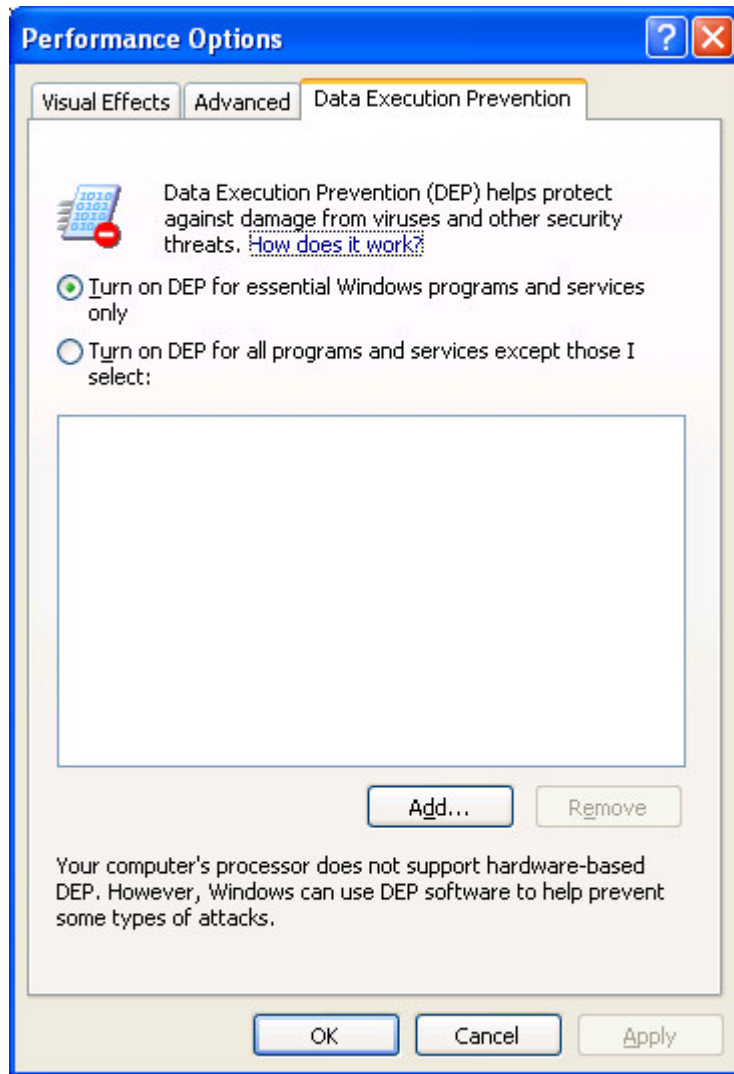 Performance Options
Visual Effects
Advanced
Data Execution Prevention
Data Execution Prevention (DEP) helps protect
against damage from viruses and other security
threats. How does it work?
Turn on DEP for essential Windows programs and services
only
Turn on DEP for all programs and services except those I
select:
Add...
Remove
Your computer's processor does not support hardware-based
DEP. However, Windows can use DEP software to help prevent
some types of attacks.
OK
Cancel
Apply